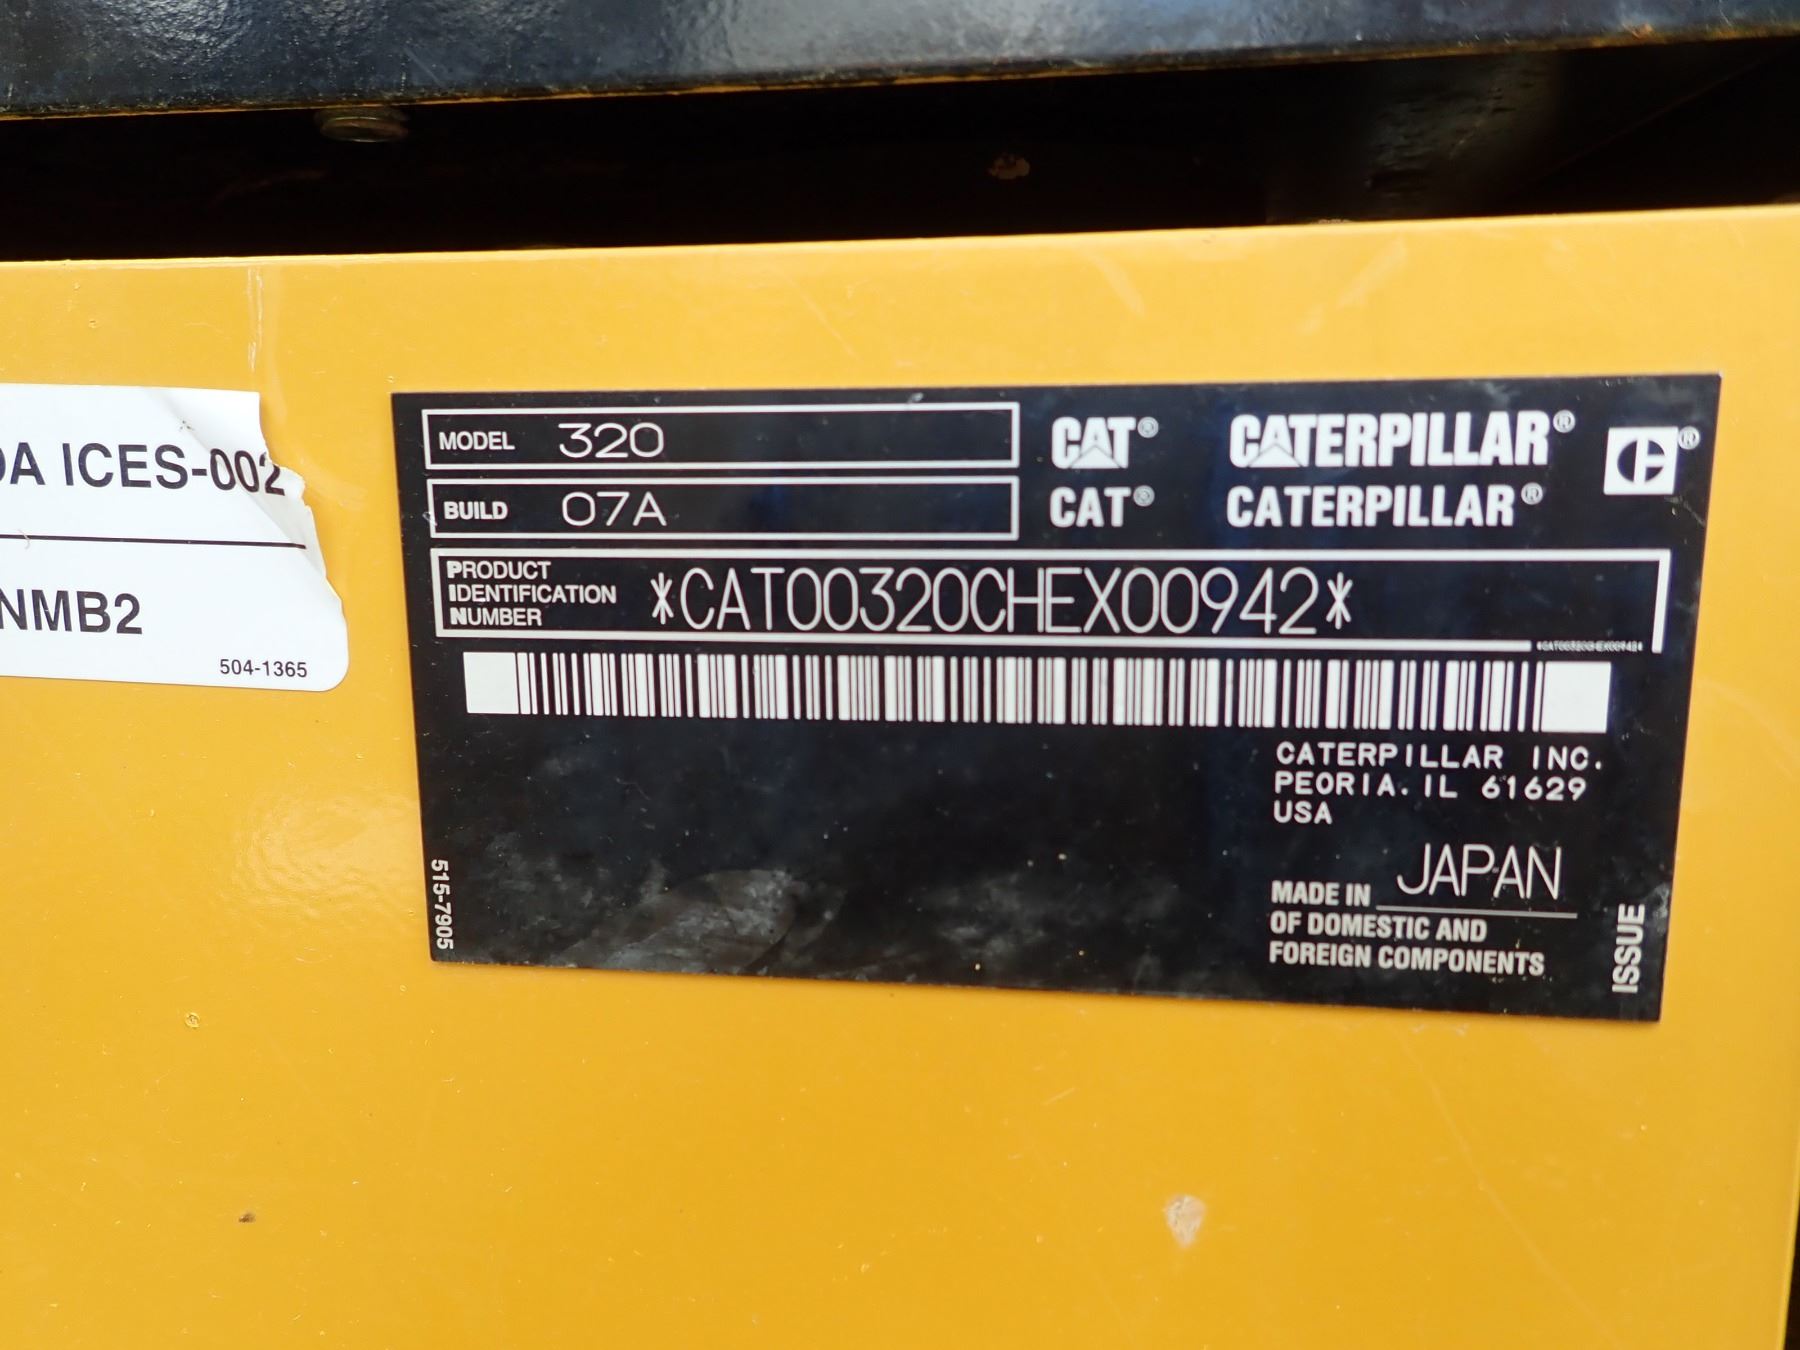 DA ICES-002
NMB2
504-1365
MODEL 320
BUILD 07A
CAT® CATERPILLAR®
CAT® CATERPILLAR®
PRODUCT
IDENTIFICATION
NUMBER
*CAT00320CHEX00942*
*CAT00320CHEX00942*
CATERPILLAR INC.
PEORIA. IL 61629
USA
MADE IN JAPAN
OF DOMESTIC AND
FOREIGN COMPONENTS
515-7905
ISSUE